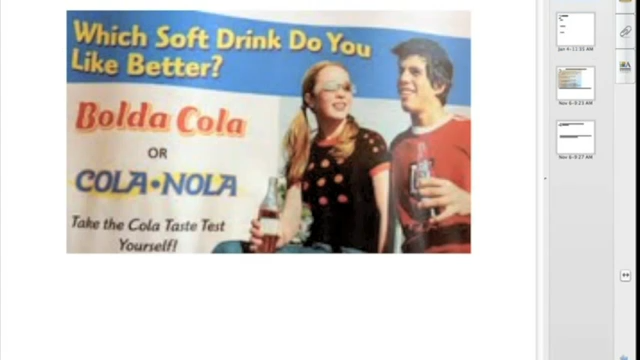 Which Soft Drink Do You
Like Better?
Bolda Cola
OR
COLA•NOLA
Take the Cola Taste Test
Yourself!